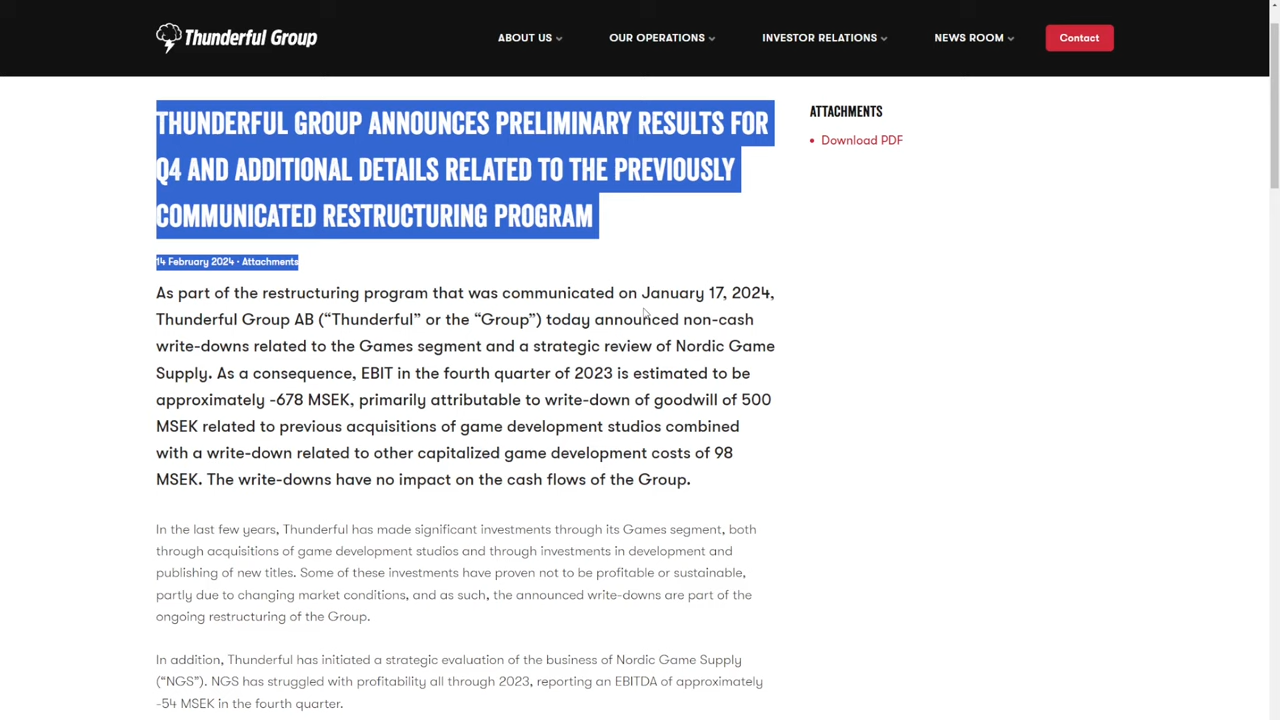 Thunderful Group
ABOUT US
OUR OPERATIONS
INVESTOR RELATIONS
NEWS ROOM
Contact
THUNDERFUL GROUP ANNOUNCES PRELIMINARY RESULTS FOR
Q4 AND ADDITIONAL DETAILS RELATED TO THE PREVIOUSLY
COMMUNICATED RESTRUCTURING PROGRAM
14 February 2024 · Attachments
As part of the restructuring program that was communicated on January 17, 2024,
Thunderful Group AB (“Thunderful” or the “Group”) today announced non-cash
write-downs related to the Games segment and a strategic review of Nordic Game
Supply. As a consequence, EBIT in the fourth quarter of 2023 is estimated to be
approximately -678 MSEK, primarily attributable to write-down of goodwill of 500
MSEK related to previous acquisitions of game development studios combined
with a write-down related to other capitalized game development costs of 98
MSEK. The write-downs have no impact on the cash flows of the Group.
In the last few years, Thunderful has made significant investments through its Games segment, both
through acquisitions of game development studios and through investments in development and
publishing of new titles. Some of these investments have proven not to be profitable or sustainable,
partly due to changing market conditions, and as such, the announced write-downs are part of the
ongoing restructuring of the Group.
In addition, Thunderful has initiated a strategic evaluation of the business of Nordic Game Supply
(“NGS”). NGS has struggled with profitability all through 2023, reporting an EBITDA of approximately
-54 MSEK in the fourth quarter.
ATTACHMENTS
• Download PDF